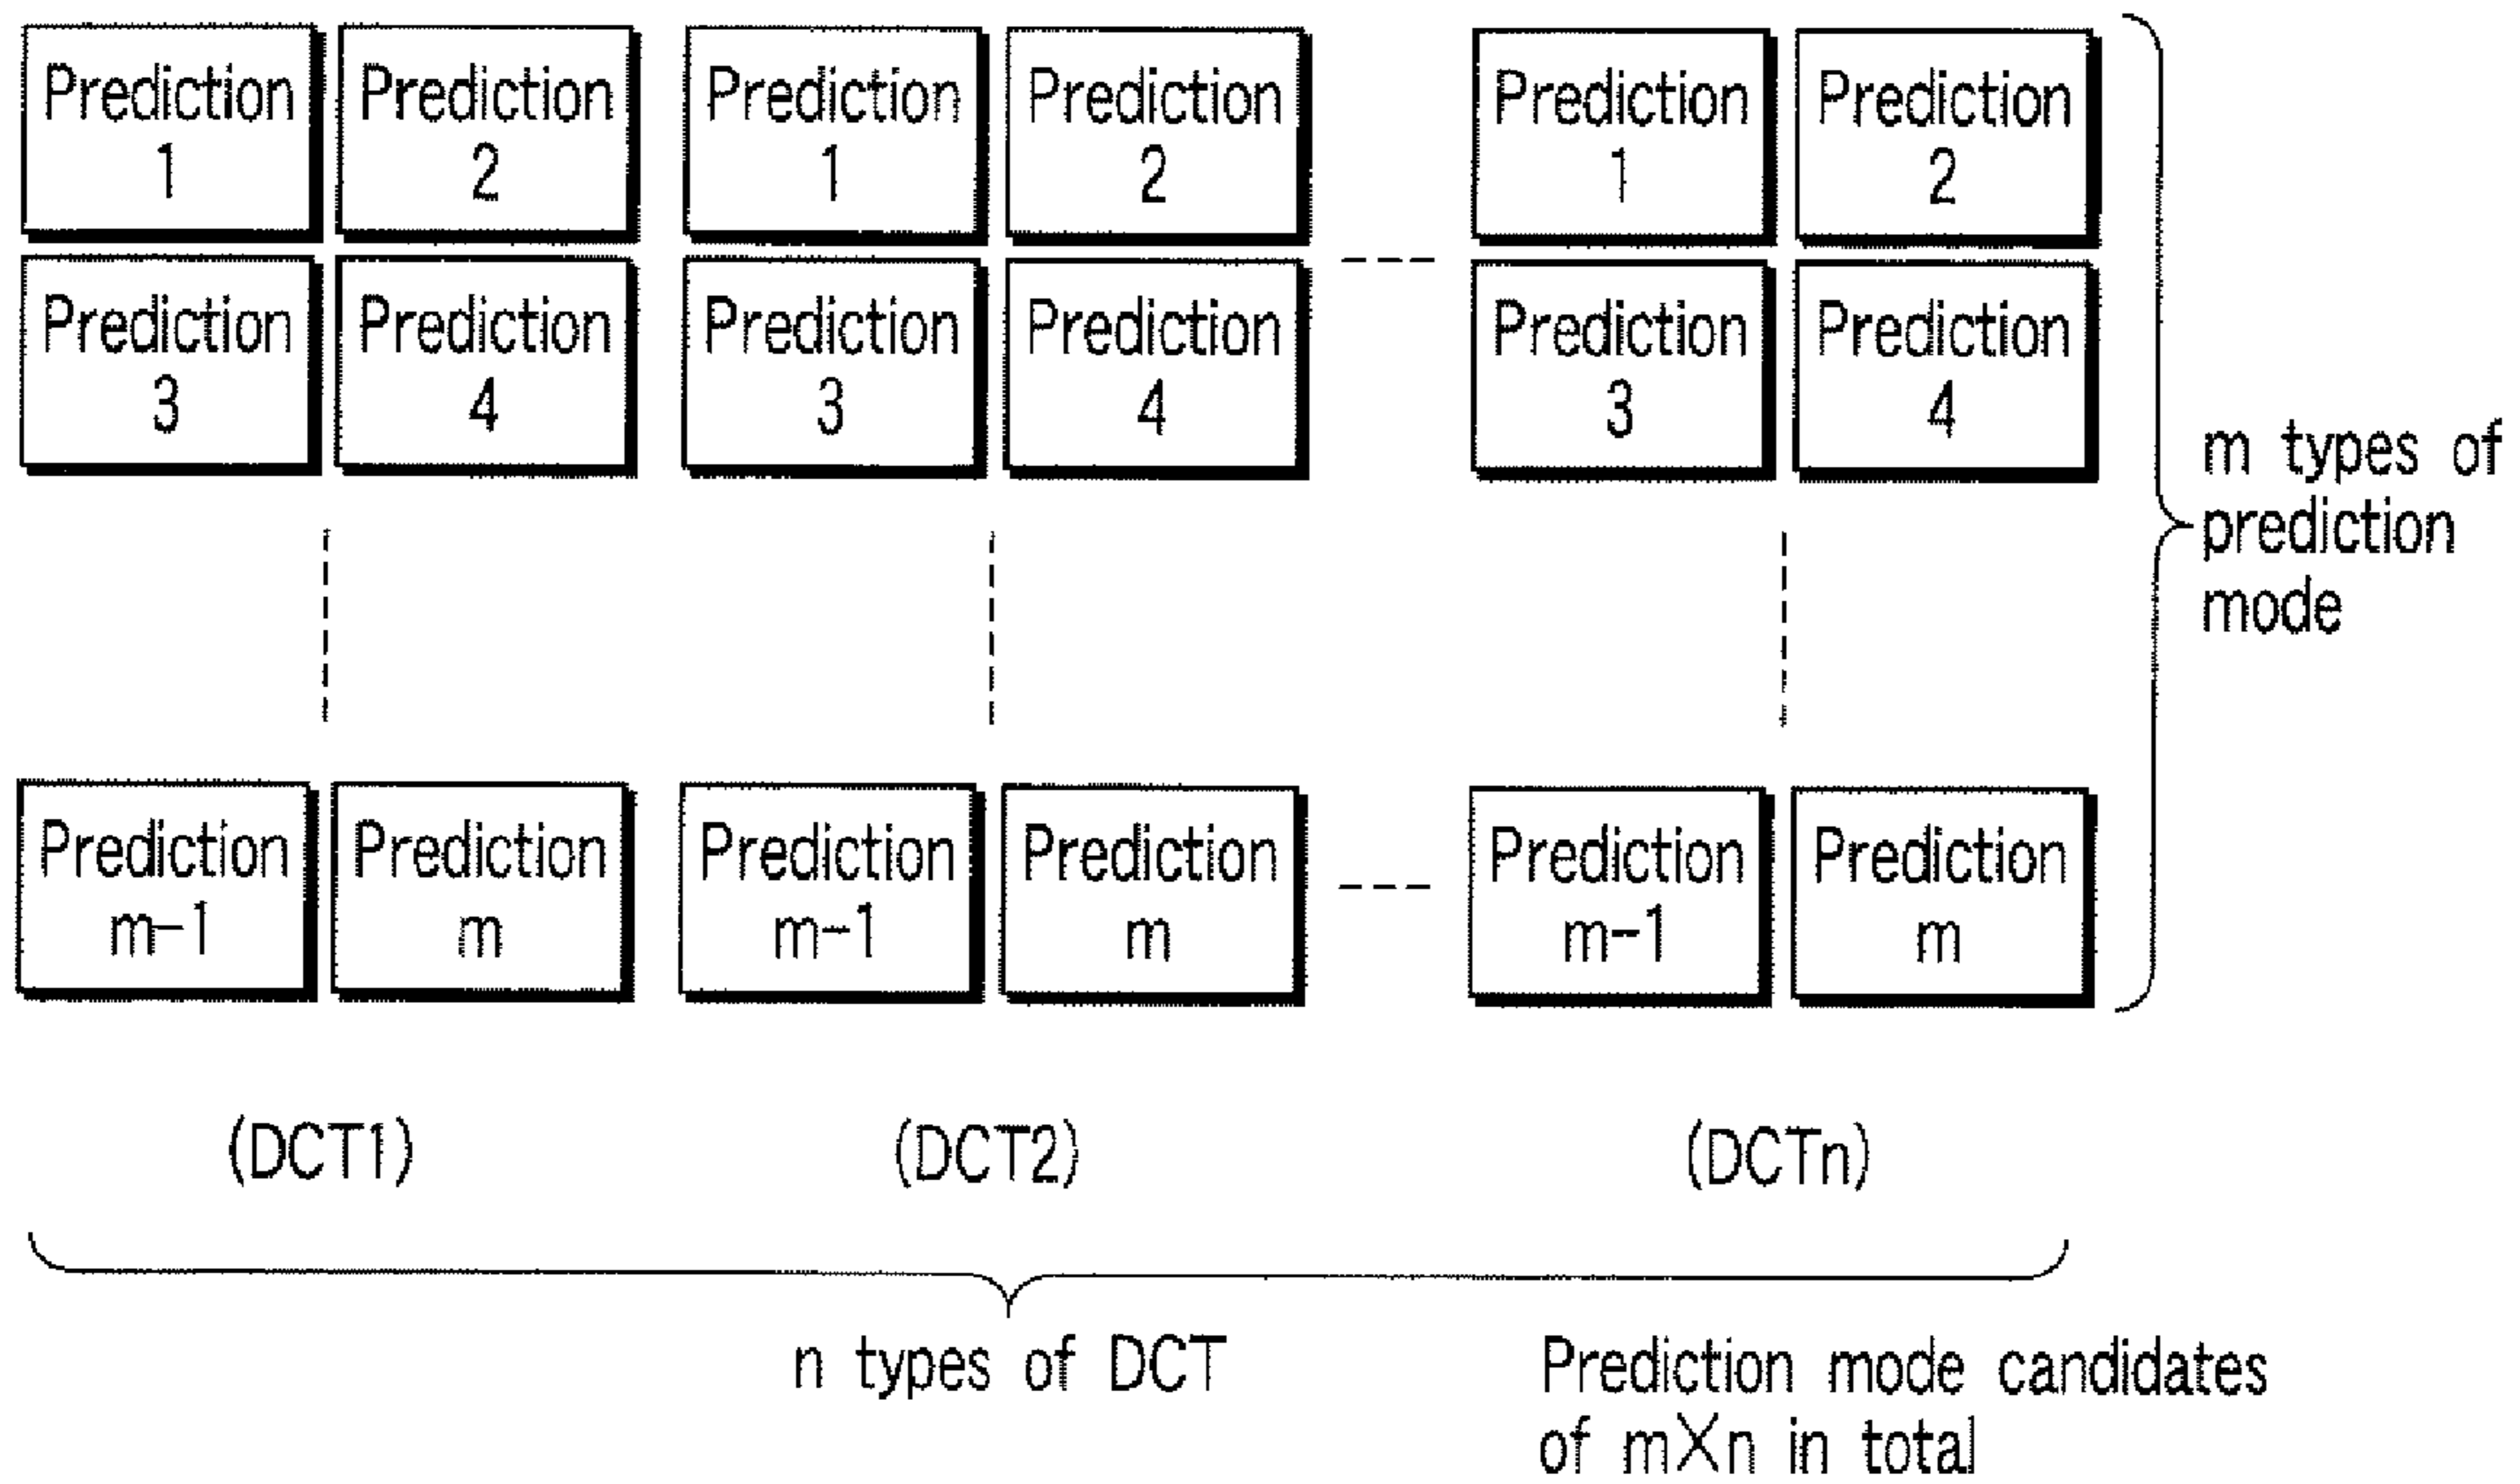 Prediction Prediction Prediction Prediction Prediction Prediction
1 2 1 2 1 2
Prediction Prediction Prediction Prediction Prediction Prediction
3 4 3 4 3 4
m types of
prediction
mode
Prediction Prediction Prediction Prediction Prediction Prediction
m-1 m m-1 m m-1 m
(DCT1) (DCT2) (DCTn)
n types of DCT
Prediction mode candidates
of m×n in total